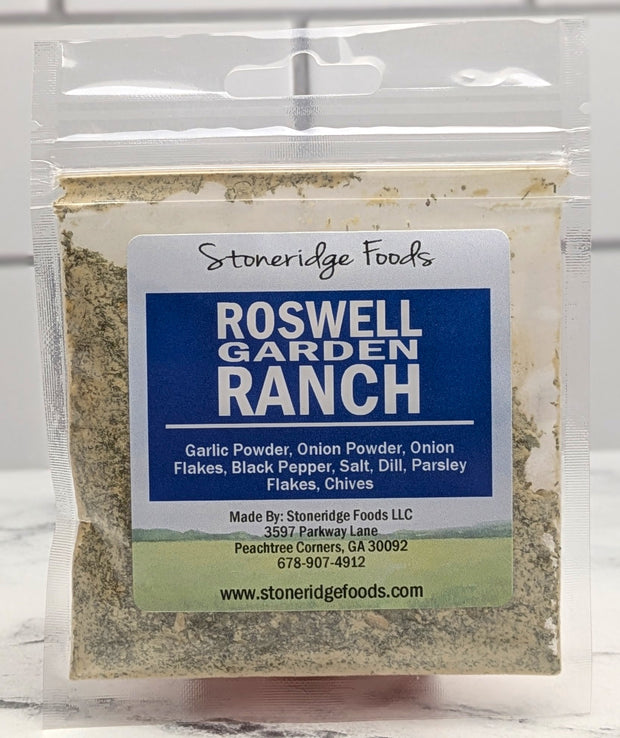 Stoneridge Foods
ROSWELL
GARDEN
RANCH
Garlic Powder, Onion Powder, Onion
Flakes, Black Pepper, Salt, Dill, Parsley
Flakes, Chives
Made By: Stoneridge Foods LLC
3597 Parkway Lane
Peachtree Corners, GA 30092
678-907-4912
www.stoneridgefoods.com